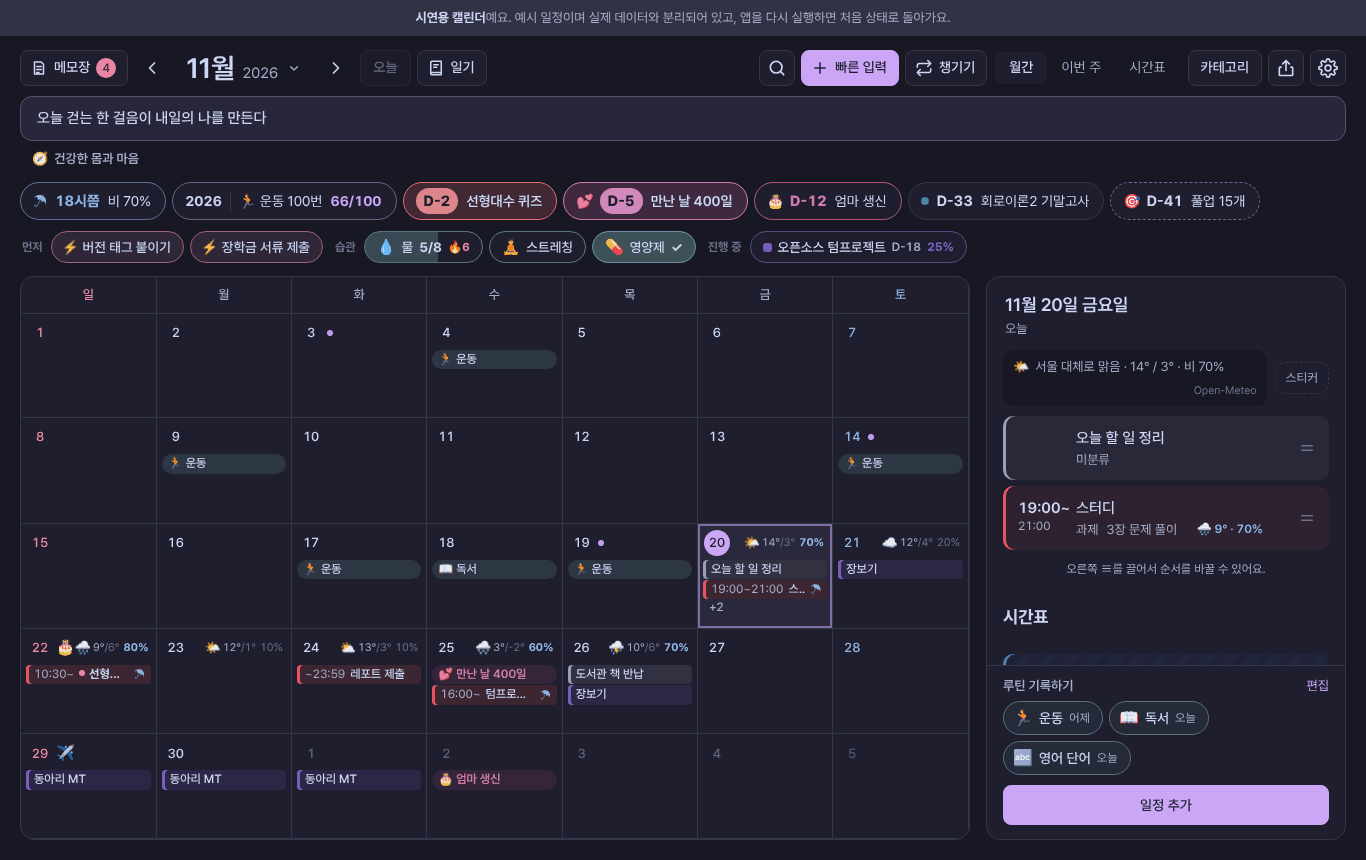 시연용 캘린더예요. 예시 일정이며 실제 데이터와 분리되어 있고, 앱을 다시 실행하면 처음 상태로 돌아가요.
메모장 4 11월 2026 오늘 일기 빠른 입력 챙기기 월간 이번 주 시간표 카테고리
오늘 걷는 한 걸음이 내일의 나를 만든다
건강한 몸과 마음
18시쯤 비 70% 2026 운동 100번 66/100 D-2 선형대수 퀴즈 D-5 만난 날 400일 D-12 엄마 생신 D-33 회로이론2 기말고사 D-41 풀업 15개
먼저 버전 태그 붙이기 장학금 서류 제출 습관 물 5/8 6 스트레칭 영양제 진행 중 오픈소스 텀프로젝트 D-18 25%
일 월 화 수 목 금 토
1 2 3 4 5 6 7
운동
8 9 10 11 12 13 14
운동 운동
15 16 17 18 19 20 14°/3° 70% 21 12°/4° 20%
운동 독서 운동 오늘 할 일 정리 장보기
19:00~21:00 스..
+2
22 9°/6° 80% 23 12°/1° 10% 24 13°/3° 10% 25 3°/-2° 60% 26 10°/6° 70% 27 28
10:30~ 선형... ~23:59 레포트 제출 만난 날 400일 도서관 책 반납
16:00~ 텀프로... 장보기
29 30 1 2 3 4 5
동아리 MT 동아리 MT 동아리 MT 엄마 생신
11월 20일 금요일
오늘
서울 대체로 맑음 · 14° / 3° · 비 70%
Open-Meteo
스티커
오늘 할 일 정리
미분류
19:00~ 스터디
21:00 과제 3장 문제 풀이 9° · 70%
오른쪽 ≡를 끌어서 순서를 바꿀 수 있어요.
시간표
루틴 기록하기 편집
운동 어제 독서 오늘
abc 영어 단어 오늘
일정 추가